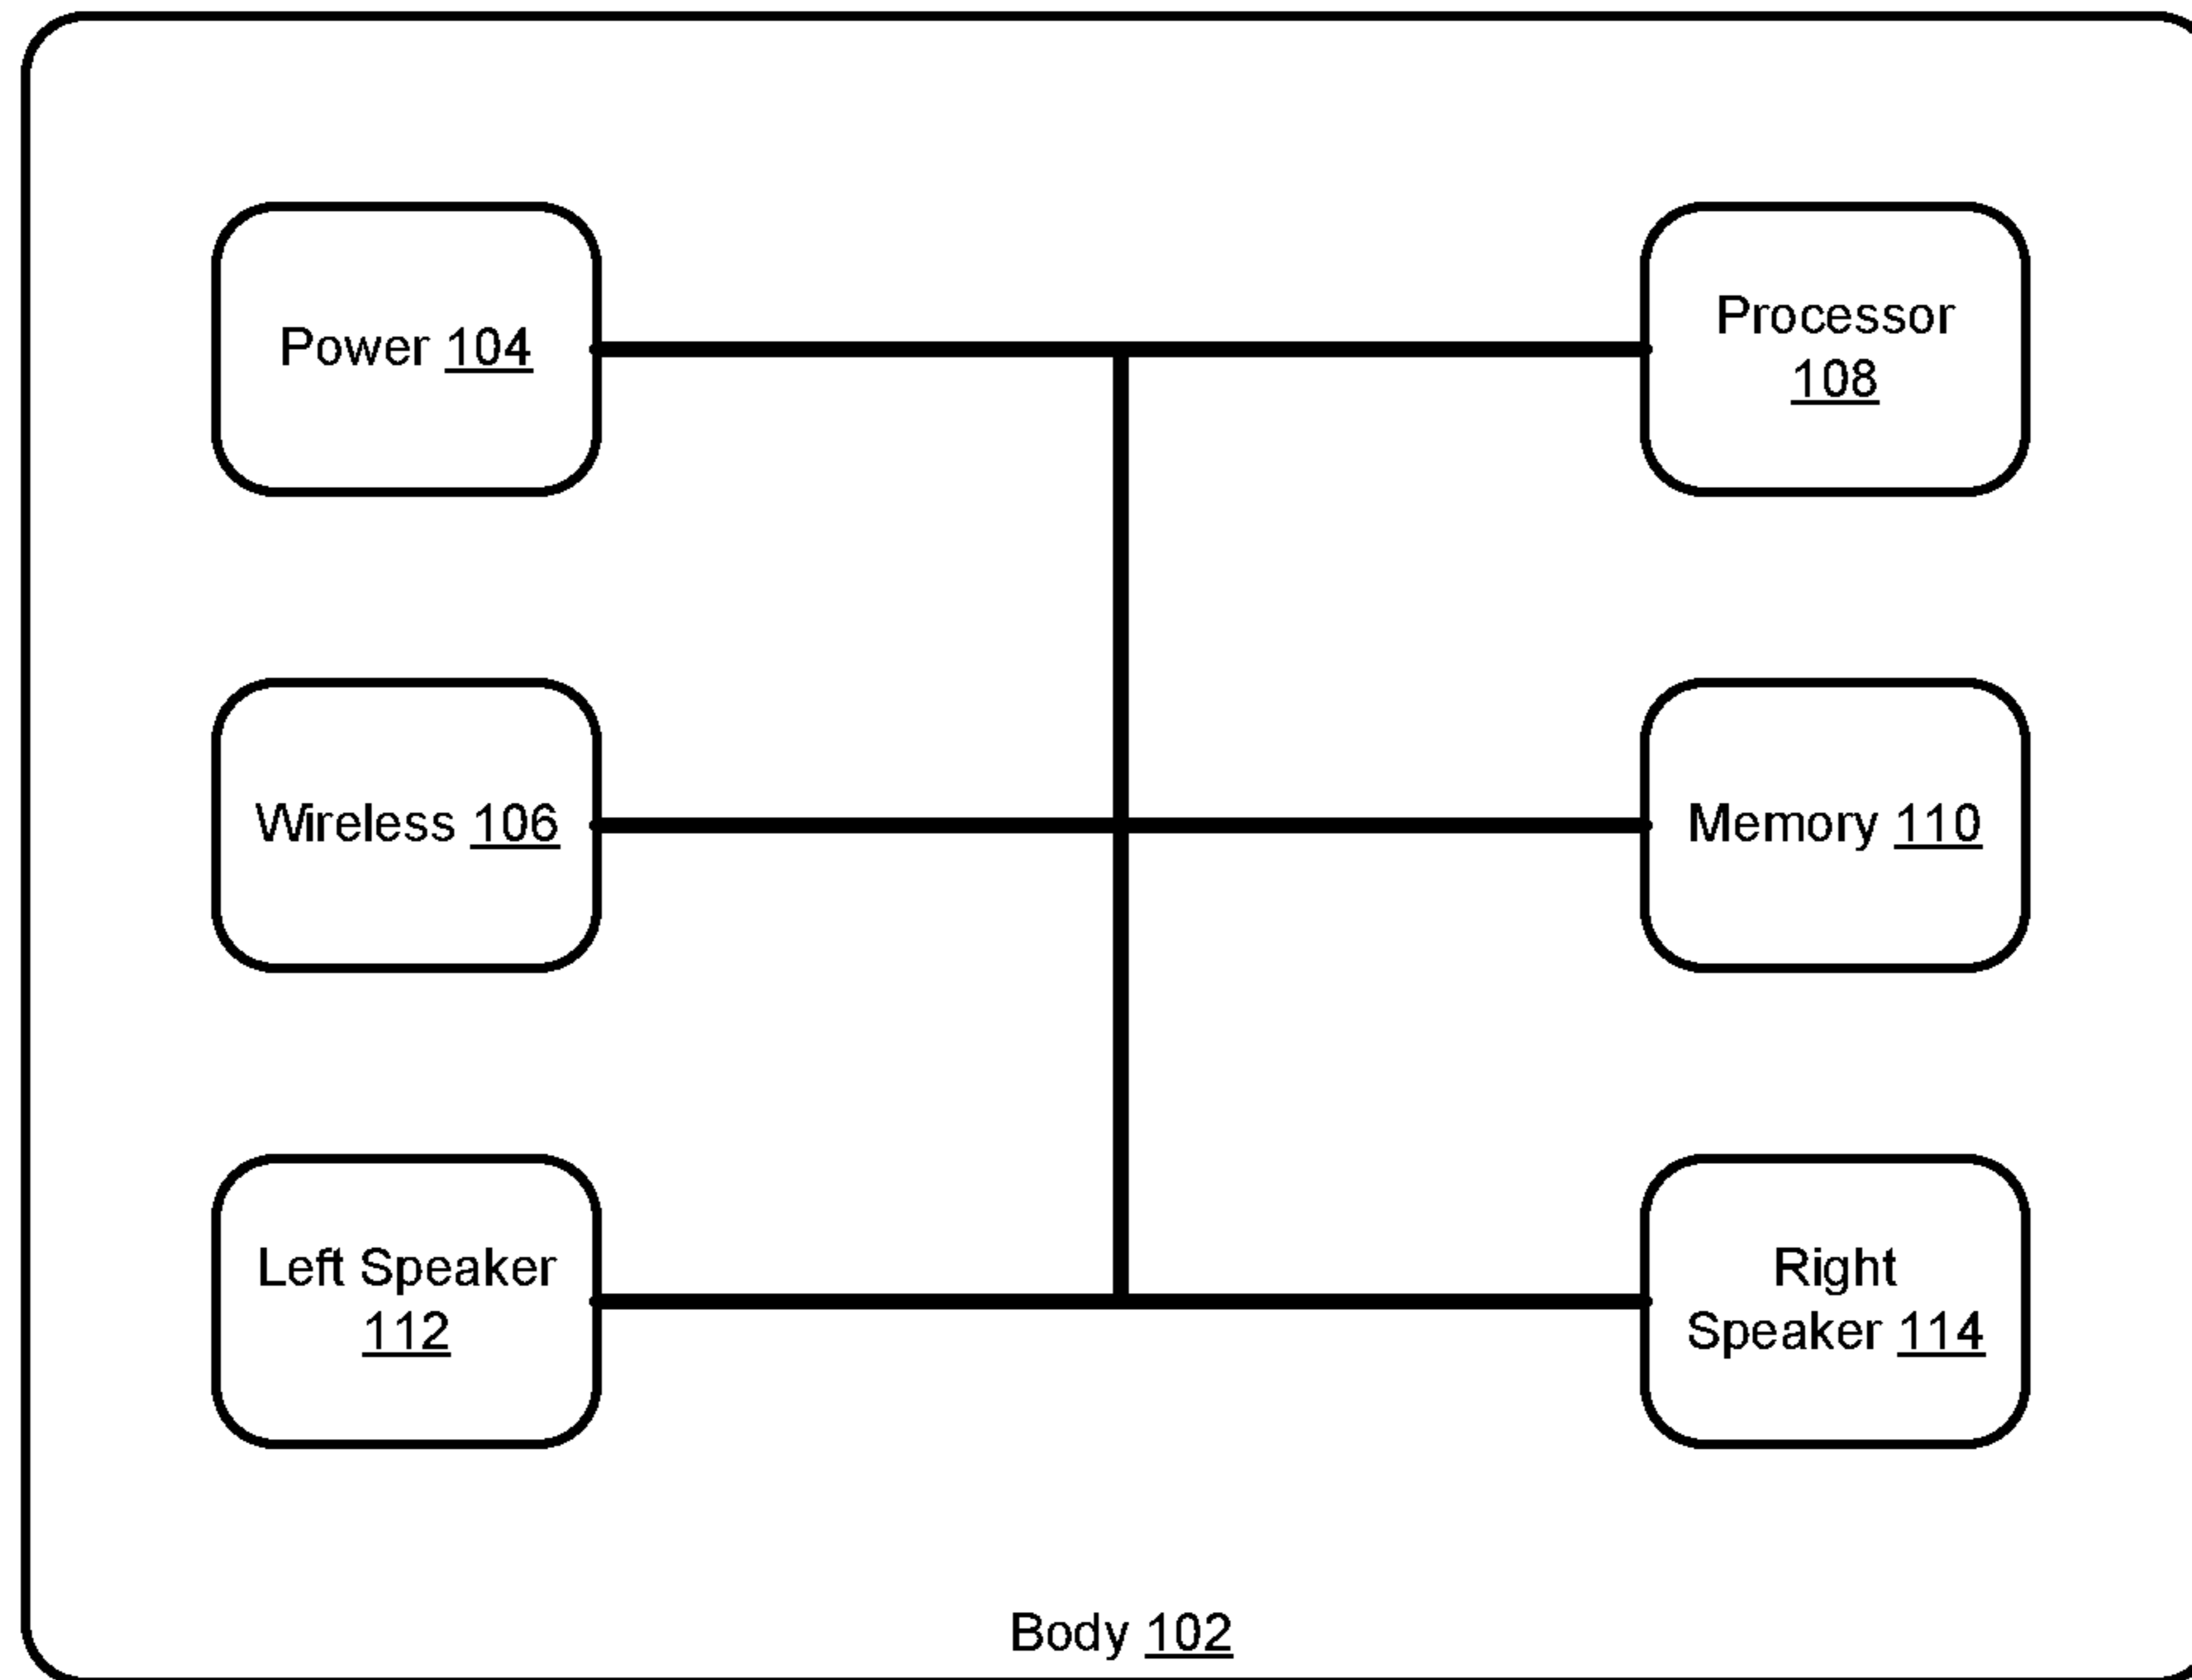 Power 104
Processor
108
Wireless 106
Memory 110
Left Speaker
112
Right
Speaker 114
Body 102